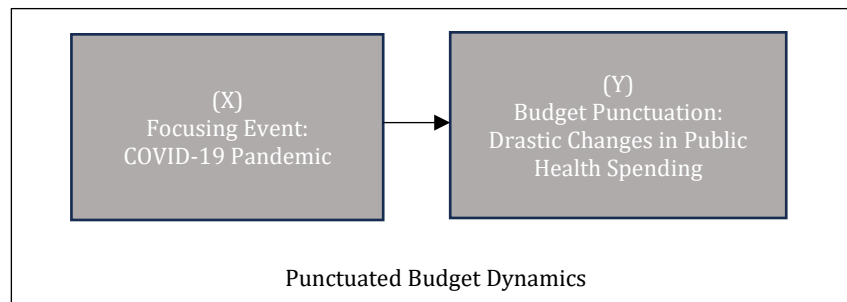 (X)
Focusing Event:
COVID-19 Pandemic
(Y)
Budget Punctuation:
Drastic Changes in Public
Health Spending
Punctuated Budget Dynamics